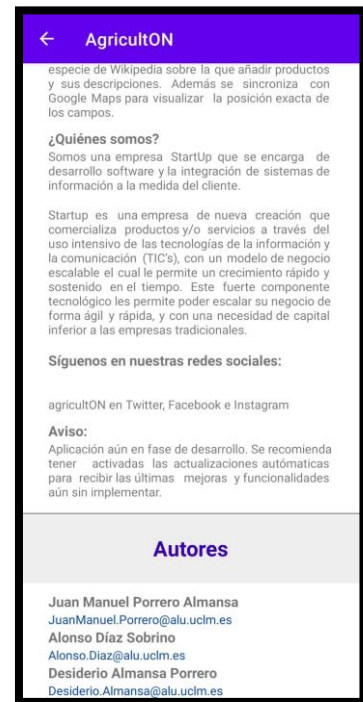 AgricultON
especie de Wikipedia sobre la que añadir productos
y sus descripciones. Además se sincroniza con
Google Maps para visualizar la posición exacta de
los campos.
¿Quiénes somos?
Somos una empresa StartUp que se encarga de
desarrollo software y la integración de sistemas de
información a la medida del cliente.
Startup es una empresa de nueva creación que
comercializa productos y/o servicios a través del
uso intensivo de las tecnologías de la información y
la comunicación (TIC's), con un modelo de negocio
escalable el cual le permite un crecimiento rápido y
sostenido en el tiempo. Este fuerte componente
tecnológico les permite poder escalar su negocio de
forma ágil y rápida, y con una necesidad de capital
inferior a las empresas tradicionales.
Síguenos en nuestras redes sociales:
agricultON en Twitter, Facebook e Instagram
Aviso:
Aplicación aún en fase de desarrollo. Se recomienda
tener activadas las actualizaciones autómaticas
para recibir las últimas mejoras y funcionalidades
aún sin implementar.
Autores
Juan Manuel Porrero Almansa
JuanManuel.Porrero@alu.uclm.es
Alonso Díaz Sobrino
Alonso.Diaz@alu.uclm.es
Desiderio Almansa Porrero
Desiderio.Almansa@alu.uclm.es